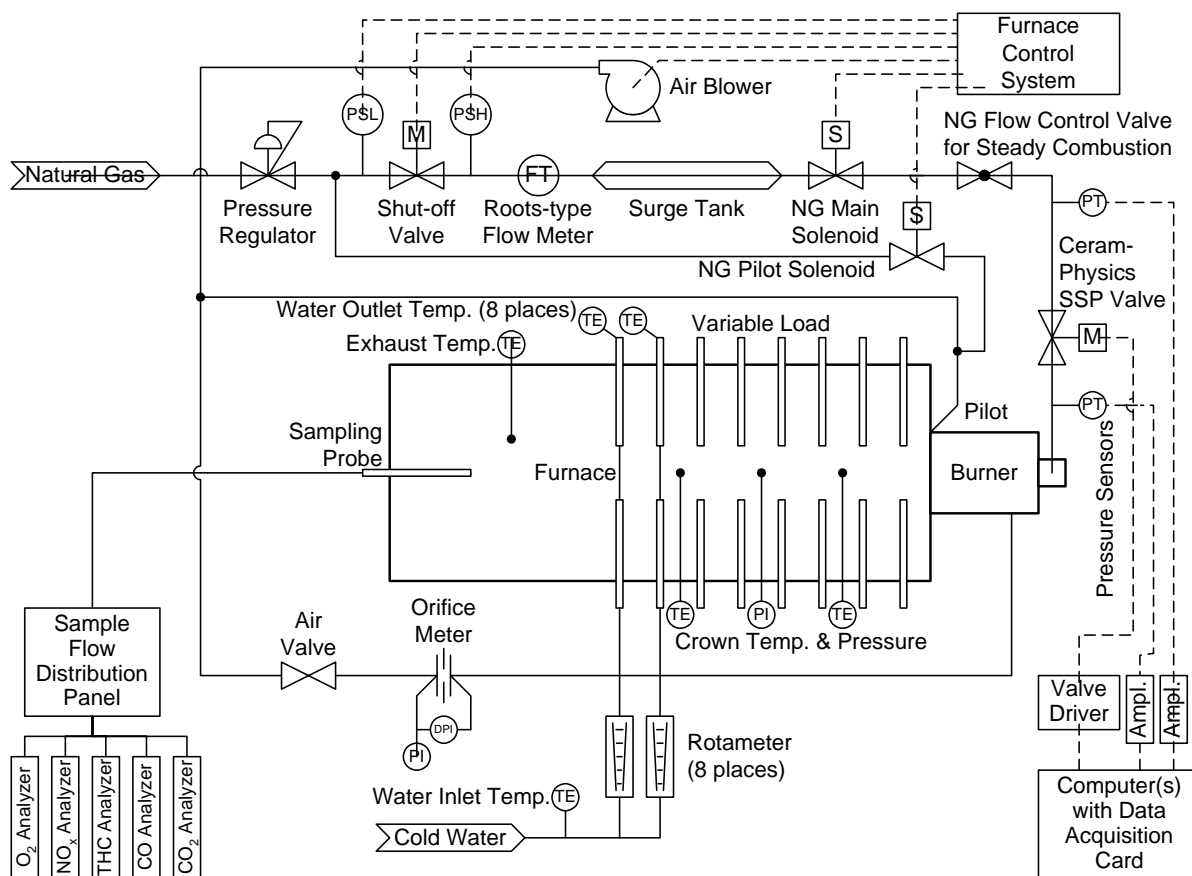 Furnace
Control
System
Air Blower
PSL
M
PSH
S
NG Flow Control Valve
for Steady Combustion
Natural Gas
FT
Pressure
Regulator
Shut-off
Valve
Roots-type
Flow Meter
Surge Tank
NG Main
Solenoid
S
PT
NG Pilot Solenoid
Ceram-
Physics
SSP Valve
M
Water Outlet Temp. (8 places)
TE
TE
Variable Load
Exhaust Temp.
TE
PT
Pilot
Sampling
Probe
Furnace
Burner
Pressure Sensors
TE
PI
TE
Crown Temp. & Pressure
Sample
Flow
Distribution
Panel
Air
Valve
Orifice
Meter
DPI
PI
Rotameter
(8 places)
Valve
Driver
Ampl.
Ampl.
Water Inlet Temp.
TE
Cold Water
Computer(s)
with Data
Acquisition
Card
O2 Analyzer
NOx Analyzer
THC Analyzer
CO Analyzer
CO2 Analyzer